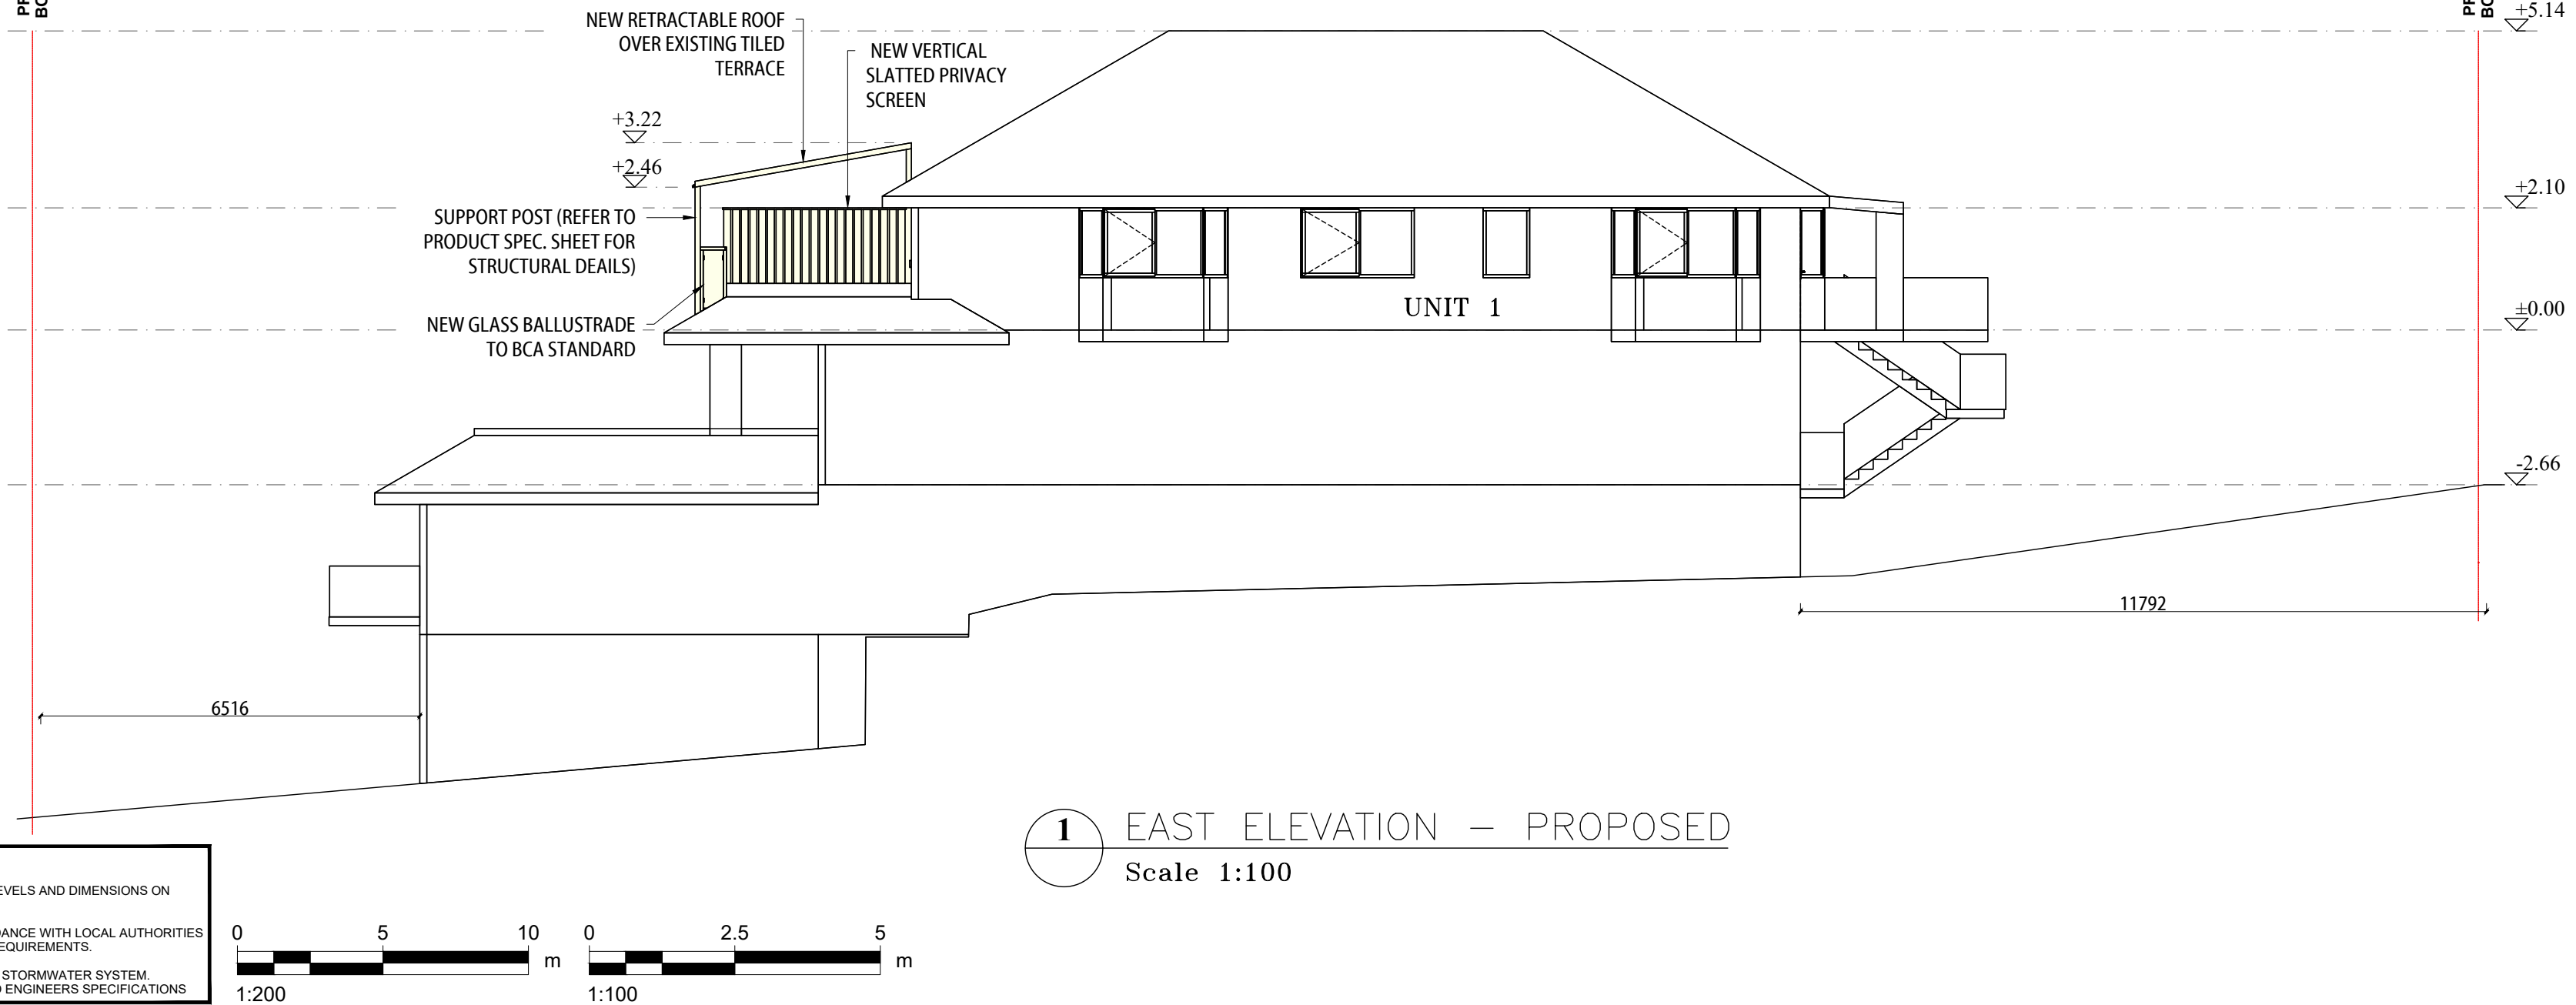 NEW RETRACTABLE ROOF
OVER EXISTING TILED
TERRACE
NEW VERTICAL
SLATTED PRIVACY
SCREEN
+5.14
+3.22
+2.46
+2.10
SUPPORT POST (REFER TO
PRODUCT SPEC. SHEET FOR
STRUCTURAL DEAILS)
UNIT 1
±0.00
NEW GLASS BALLUSTRADE
TO BCA STANDARD
-2.66
11792
6516
1 EAST ELEVATION – PROPOSED
Scale 1:100
LEVELS AND DIMENSIONS ON
WITH LOCAL AUTHORITIES
REQUIREMENTS.
STORMWATER SYSTEM.
ENGINEERS SPECIFICATIONS
0 5 10 m
1:200
0 2.5 5 m
1:100